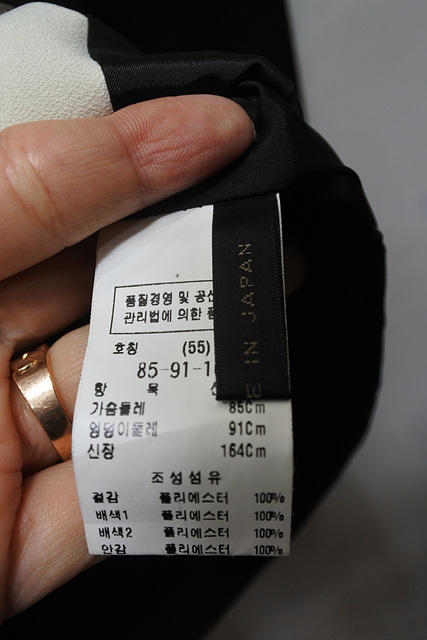 품질경영 및 공산
관리법에 의한
호칭 (55)
85-91-1
항 목
가슴둘레 85Cm
엉덩이둘레 91Cm
신장 164Cm
조성섬유
겉감 폴리에스터 100%
배색1 폴리에스터 100%
배색2 폴리에스터 100%
안감 폴리에스터 100%
E IN JAPAN